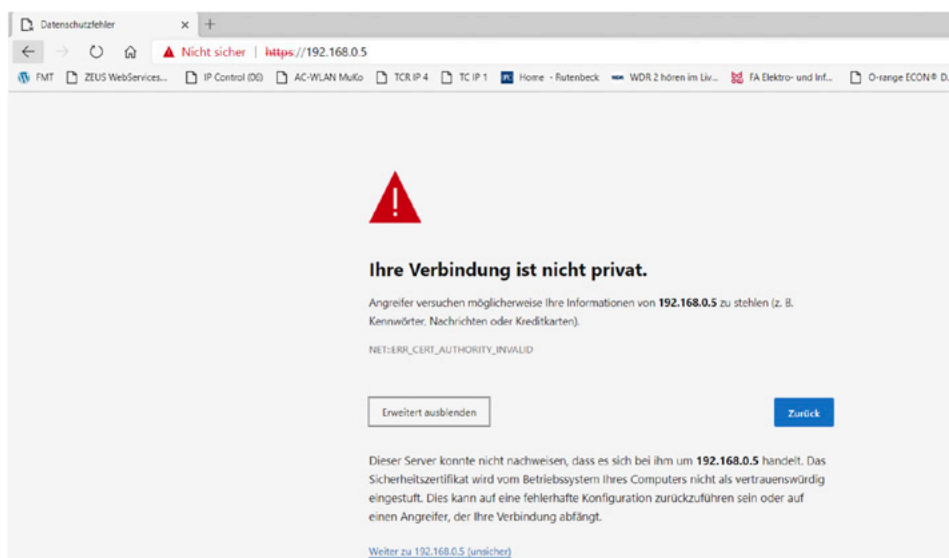 Datenschutzfehler
Nicht sicher | https://192.168.0.5
FMT ZEUS WebServices... IP Control (06) AC-WLAN MuKo TCR IP 4 TC IP 1 Home - Rutenbeck WDR 2 hören im Liv... FA Elektro- und Inf... O-range ECON® D.
Ihre Verbindung ist nicht privat.
Angreifer versuchen möglicherweise Ihre Informationen von 192.168.0.5 zu stehlen (z. B.
Kennwörter, Nachrichten oder Kreditkarten).
NET::ERR_CERT_AUTHORITY_INVALID
Erweitert ausblenden Zurück
Dieser Server konnte nicht nachweisen, dass es sich bei ihm um 192.168.0.5 handelt. Das
Sicherheitszertifikat wird vom Betriebssystem Ihres Computers nicht als vertrauenswürdig
eingestuft. Dies kann auf eine fehlerhafte Konfiguration zurückzuführen sein oder auf
einen Angreifer, der Ihre Verbindung abfängt.
Weiter zu 192.168.0.5 (unsicher)